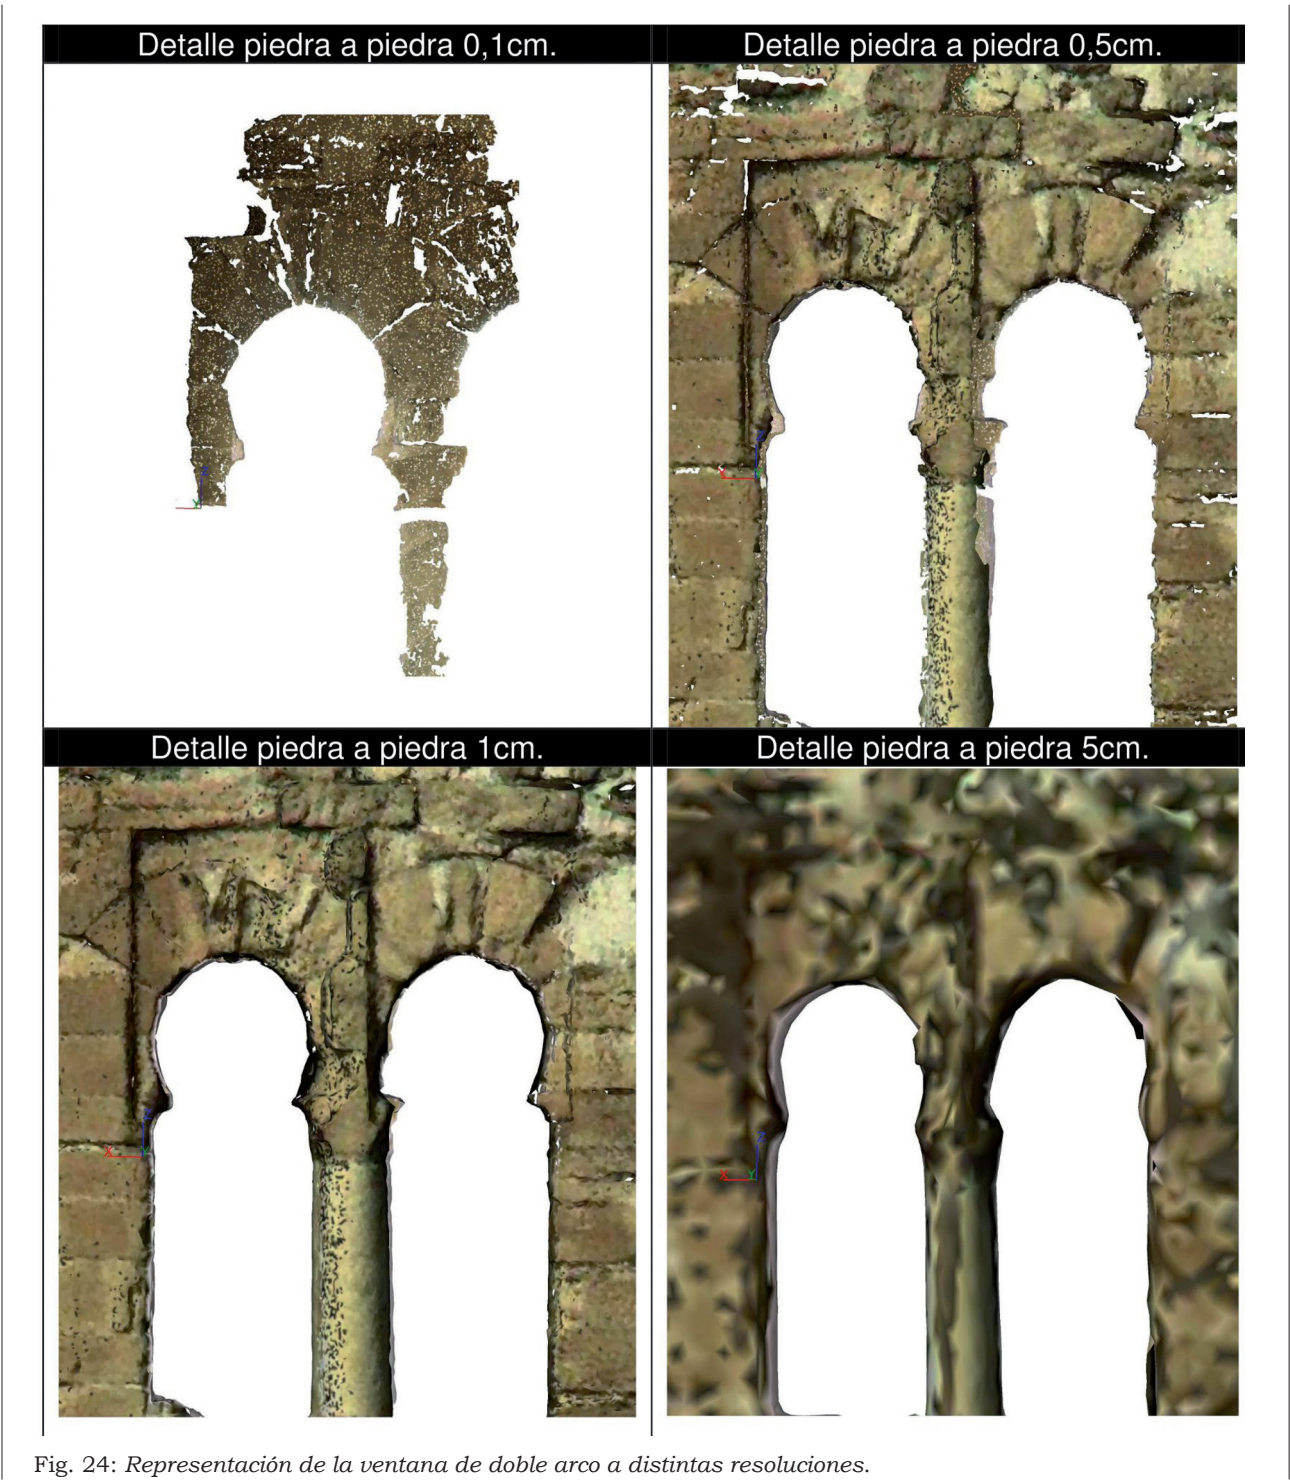 Detalle piedra a piedra 0,1cm.
Detalle piedra a piedra 0,5cm.
Detalle piedra a piedra 1cm.
Detalle piedra a piedra 5cm.
Fig. 24: Representación de la ventana de doble arco a distintas resoluciones.